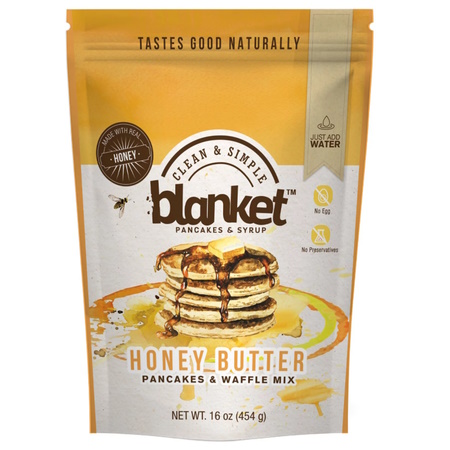 TASTES GOOD NATURALLY
MADE WITH REAL
HONEY
JUST ADD
WATER
CLEAN & SIMPLE
blanket™
PANCAKES & SYRUP
No Egg
No Preservatives
HONEY BUTTER
PANCAKES & WAFFLE MIX
NET WT. 16 oz (454 g)